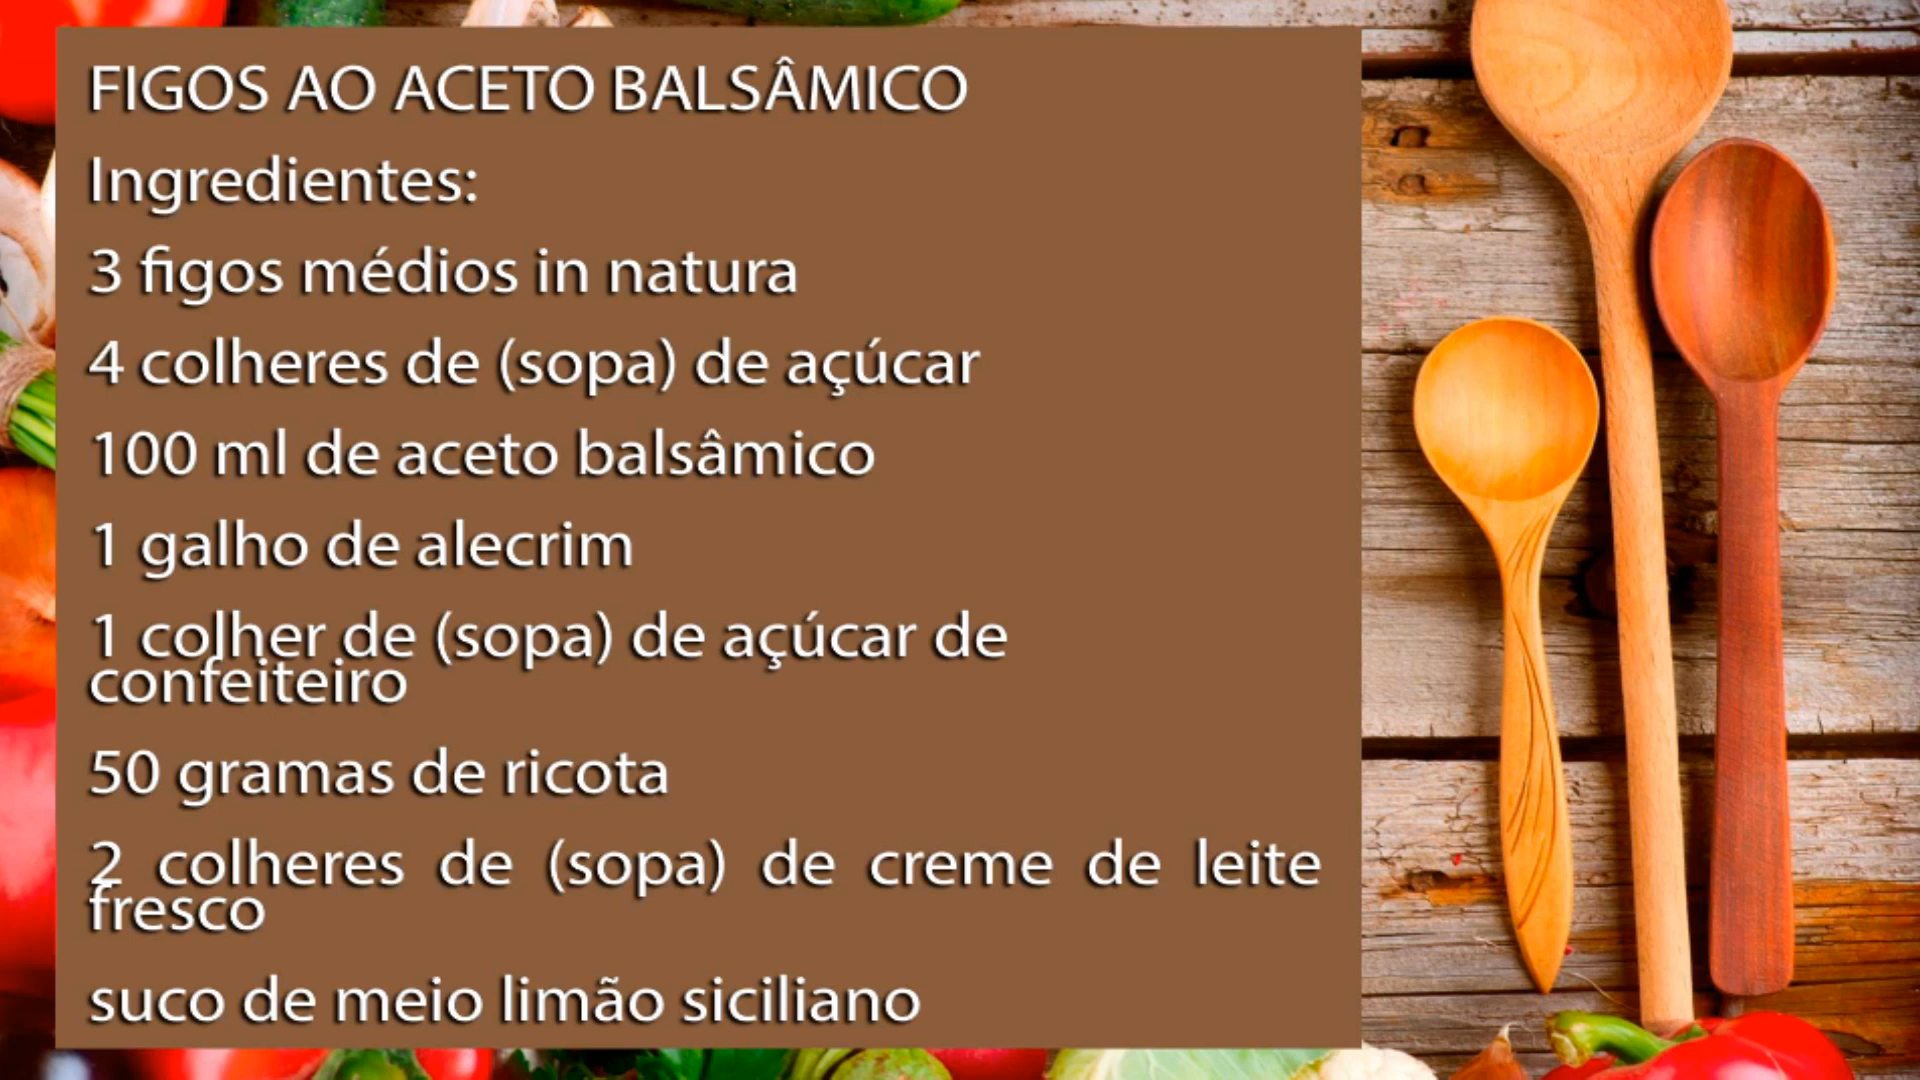 FIGOS AO ACETO BALSÂMICO
Ingredientes:
3 figos médios in natura
4 colheres de (sopa) de açúcar
100 ml de aceto balsâmico
1 galho de alecrim
1 colher de (sopa) de açúcar de
confeiteiro
50 gramas de ricota
2 colheres de (sopa) de creme de leite
fresco
suco de meio limão siciliano